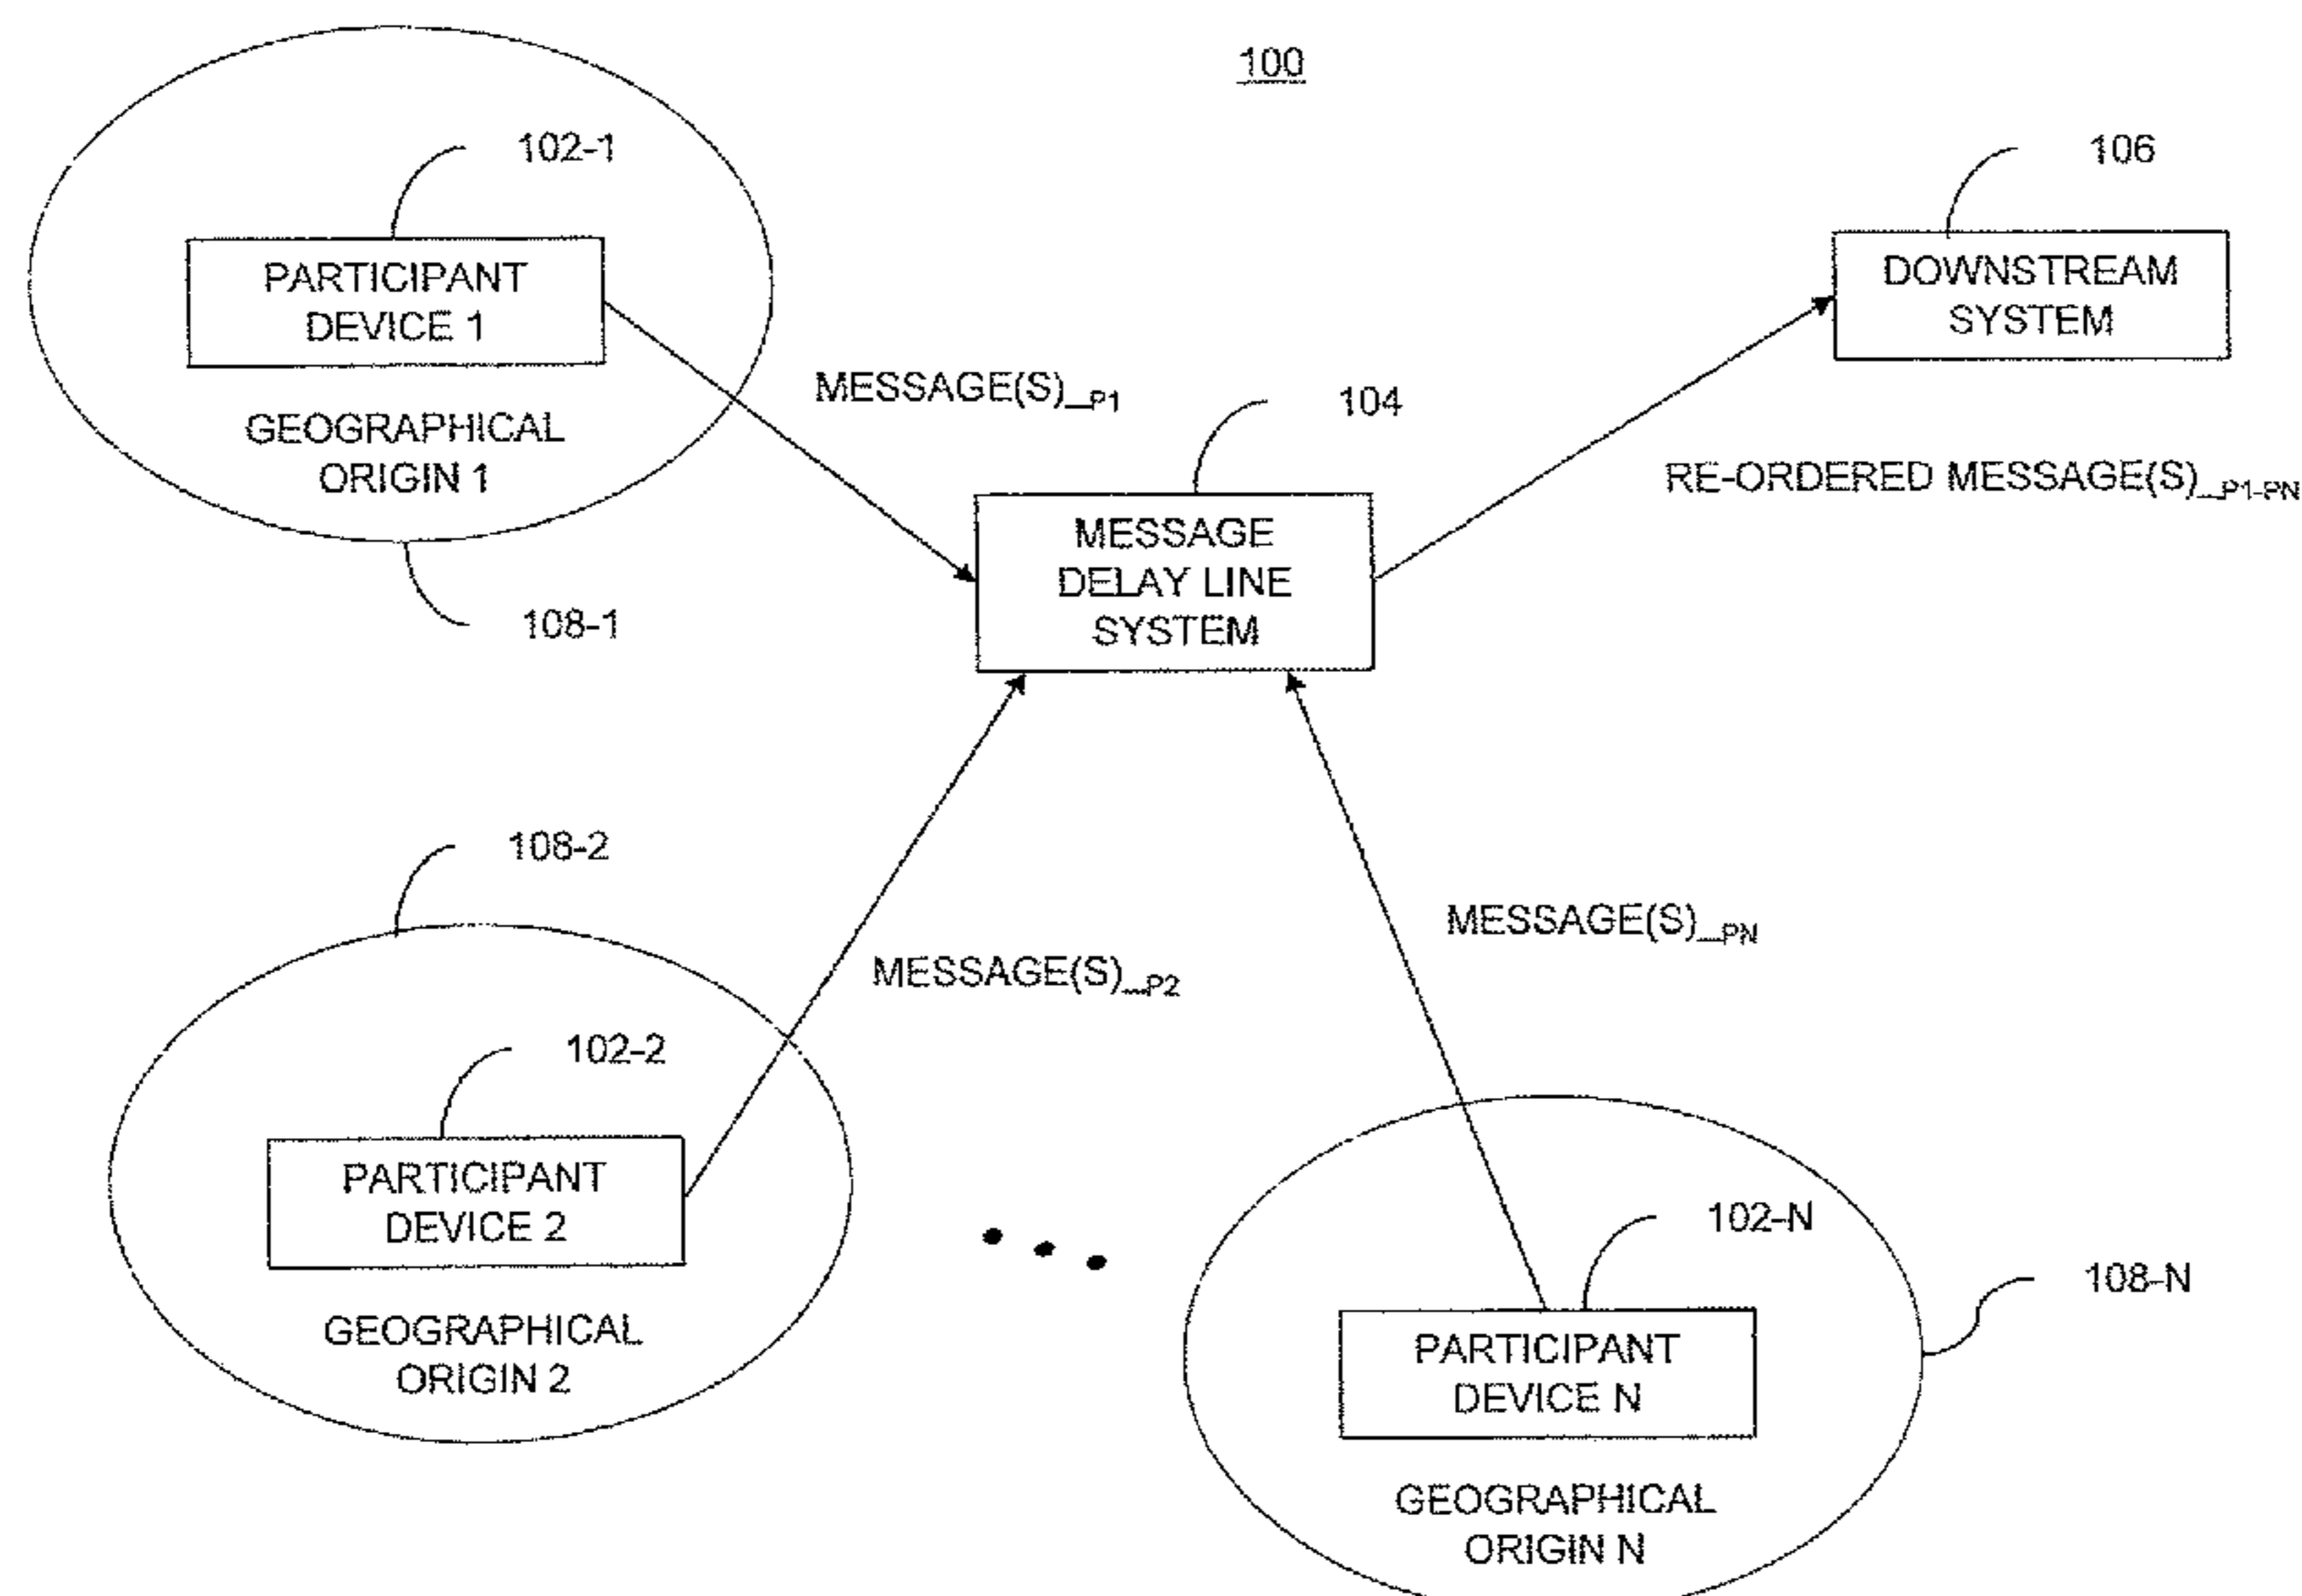 100
102-1
PARTICIPANT
DEVICE 1
GEOGRAPHICAL
ORIGIN 1
108-1
MESSAGE(S)_P1
106
DOWNSTREAM
SYSTEM
104
MESSAGE
DELAY LINE
SYSTEM
RE-ORDERED MESSAGE(S)_P1-PN
108-2
102-2
PARTICIPANT
DEVICE 2
GEOGRAPHICAL
ORIGIN 2
MESSAGE(S)_P2
MESSAGE(S)_PN
102-N
108-N
PARTICIPANT
DEVICE N
GEOGRAPHICAL
ORIGIN N